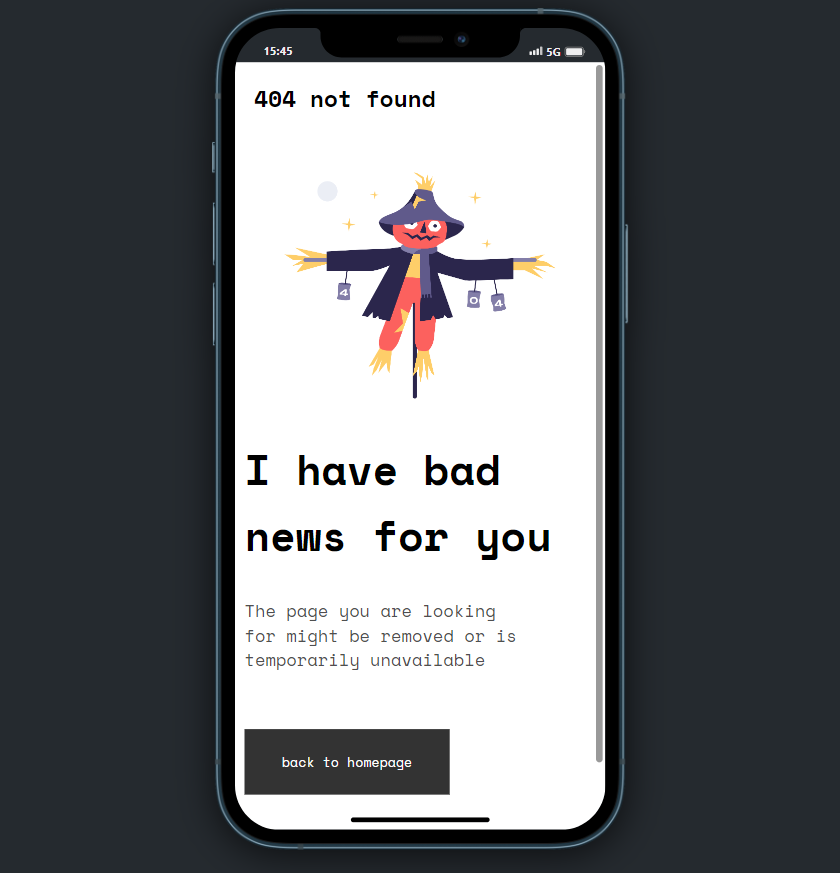 15:45
5G
404 not found
4
0
4
I have bad
news for you
The page you are looking
for might be removed or is
temporarily unavailable
back to homepage